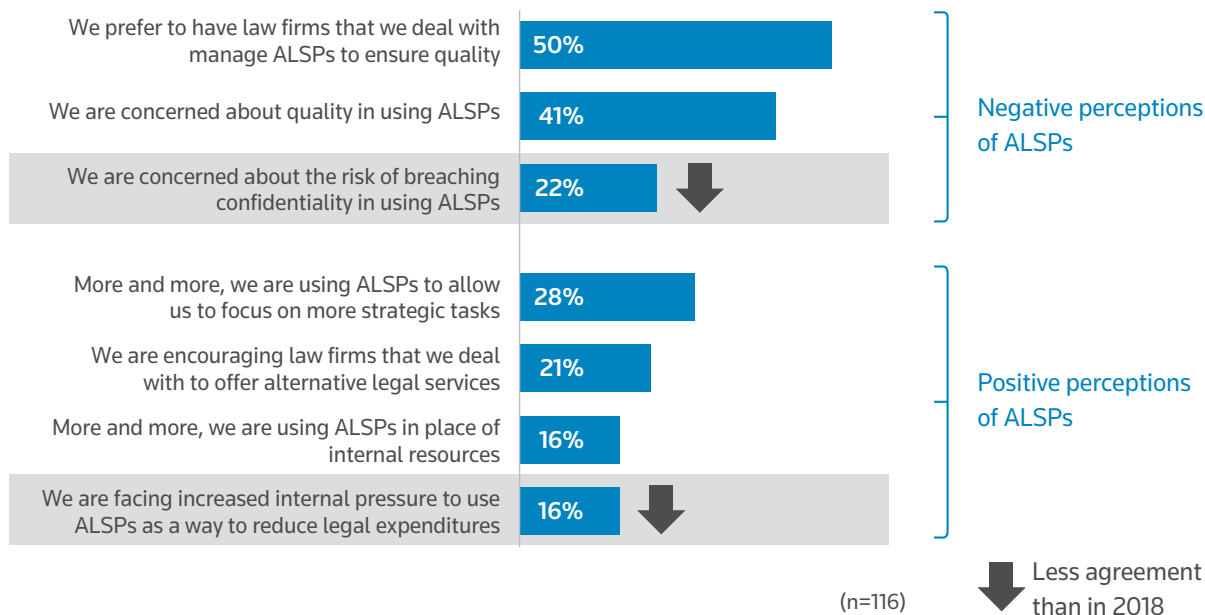 We prefer to have law firms that we deal with
manage ALSPs to ensure quality
50%
We are concerned about quality in using ALSPs
41%
We are concerned about the risk of breaching
confidentiality in using ALSPs
22%
Negative perceptions
of ALSPs
More and more, we are using ALSPs to allow
us to focus on more strategic tasks
28%
We are encouraging law firms that we deal
with to offer alternative legal services
21%
More and more, we are using ALSPs in place of
internal resources
16%
We are facing increased internal pressure to use
ALSPs as a way to reduce legal expenditures
16%
Positive perceptions
of ALSPs
(n=116)
Less agreement
than in 2018